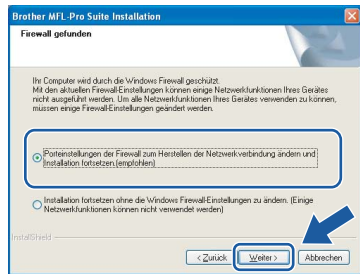 Brother MFL-Pro Suite Installation
Firewall gefunden
Ihr Computer wird durch die Windows Firewall geschützt.
Mit den aktuellen Firewall-Einstellungen können einige Netzwerkfunktionen Ihres Gerätes
nicht ausgeführt werden. Um alle Netzwerkfunktionen Ihres Gerätes verwenden zu können,
müssen einige Firewall-Einstellungen geändert werden.
Porteinstellungen der Firewall zum Herstellen der Netzwerkverbindung ändern und
Installation fortsetzen.(empfohlen)
Installation fortsetzen ohne die Windows Firewall-Einstellungen zu ändern. (Einige
Netzwerkfunktionen können nicht verwendet werden)
InstallShield
< Zurück Weiter > Abbrechen